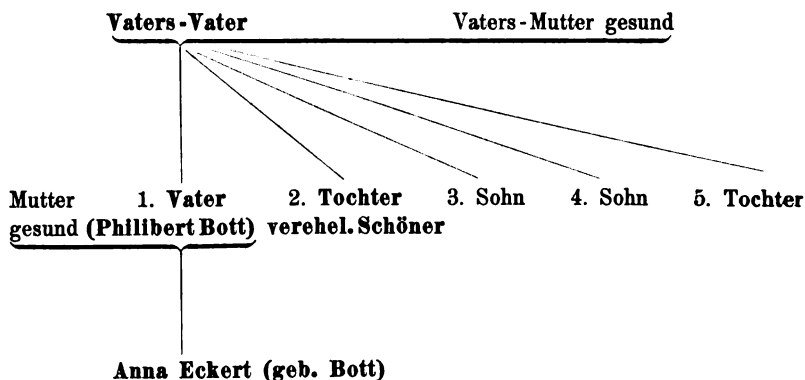 Vaters-Vater Vaters-Mutter gesund
Mutter 1. Vater 2. Tochter 3. Sohn 4. Sohn 5. Tochter
gesund (Philibert Bott) verehel. Schöner
Anna Eckert (geb. Bott)